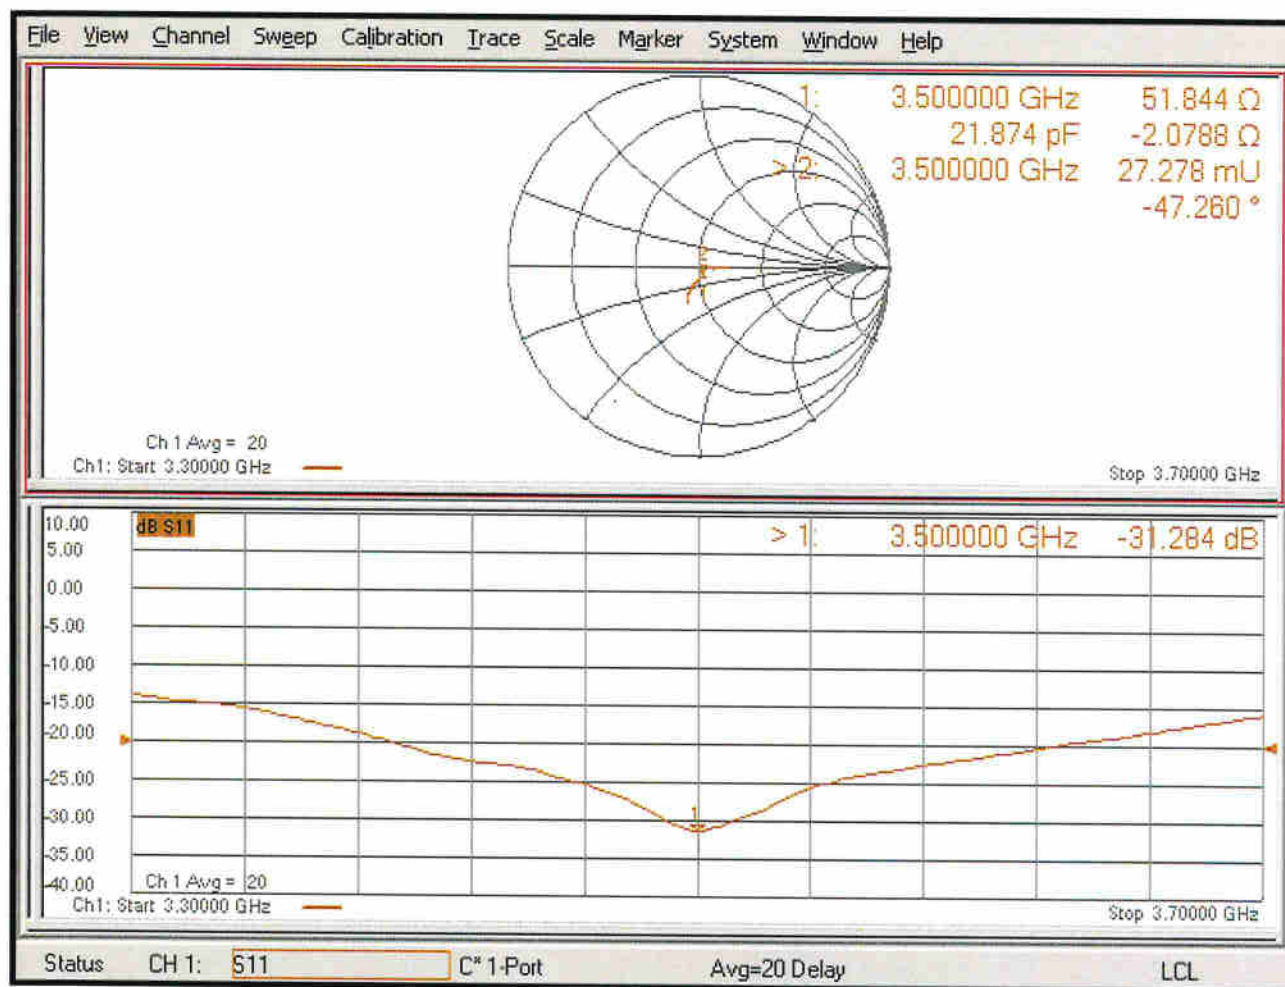 File View Channel Sweep Calibration Trace Scale Marker System Window Help
1: 3.500000 GHz 51.844 Ω
21.874 pF -2.0788 Ω
> 2: 3.500000 GHz 27.278 mU
-47.260 °
Ch 1 Avg = 20
Ch1: Start 3.30000 GHz
Stop 3.70000 GHz
10.00
5.00
0.00
-5.00
-10.00
-15.00
-20.00
-25.00
-30.00
-35.00
-40.00
dB S11
> 1: 3.500000 GHz -31.284 dB
1
Ch 1 Avg = 20
Ch1: Start 3.30000 GHz
Stop 3.70000 GHz
Status CH 1: S11 C* 1-Port Avg=20 Delay LCL